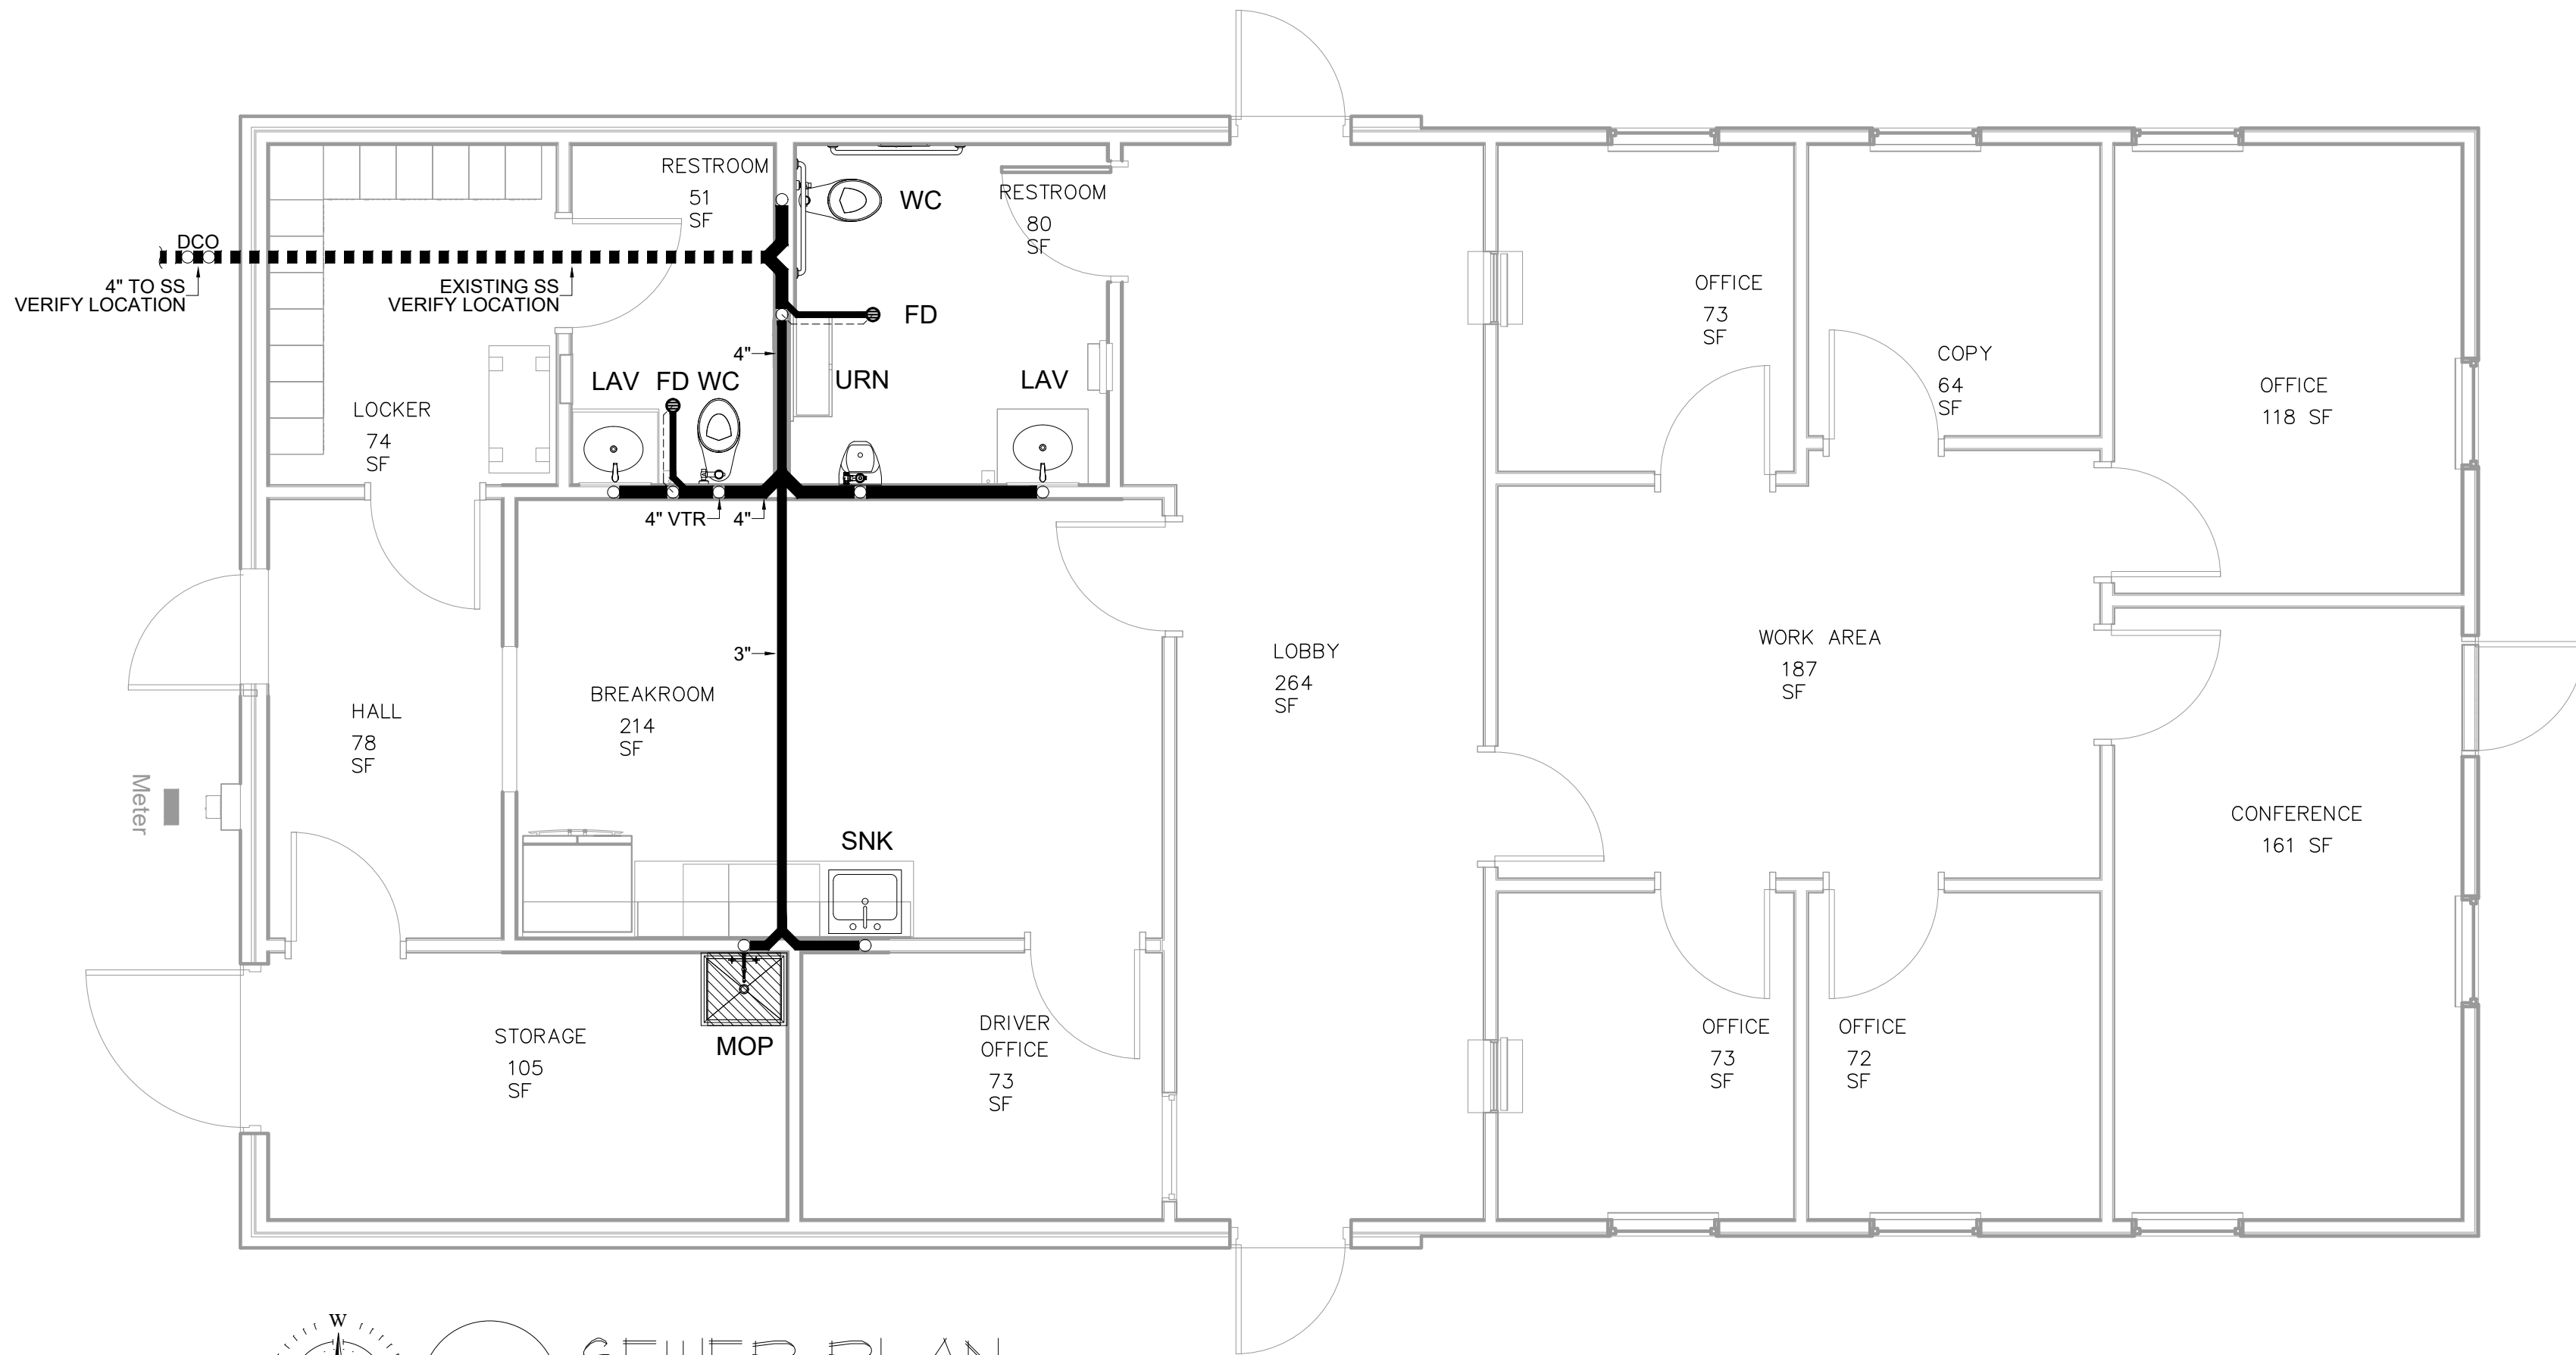 RESTROOM
51
SF
WC
RESTROOM
80
SF
DCO
4" TO SS
VERIFY LOCATION
EXISTING SS
VERIFY LOCATION
FD
OFFICE
73
SF
4"
LAV
FD
WC
URN
LAV
COPY
64
SF
OFFICE
118 SF
LOCKER
74
SF
4" VTR
4"
3"
LOBBY
264
SF
WORK AREA
187
SF
BREAKROOM
214
SF
HALL
78
SF
Meter
SNK
CONFERENCE
161 SF
STORAGE
105
SF
MOP
DRIVER
OFFICE
73
SF
OFFICE
73
SF
OFFICE
72
SF
W
SEWER PLAN